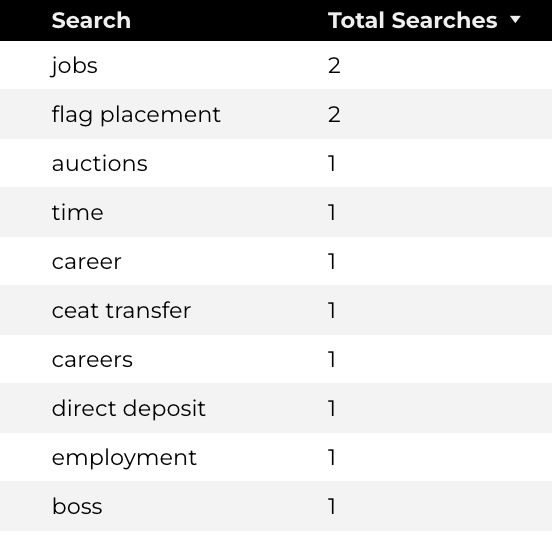 Search Total Searches ▼
jobs 2
flag placement 2
auctions 1
time 1
career 1
ceat transfer 1
careers 1
direct deposit 1
employment 1
boss 1